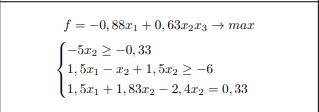 f = −0,88x₁ + 0,63x₂x₃ → max
−5x₂ ≥ −0,33
1,5x₁ − x₂ + 1,5x₂ ≥ −6
1,5x₁ + 1,83x₂ − 2,4x₂ = 0,33